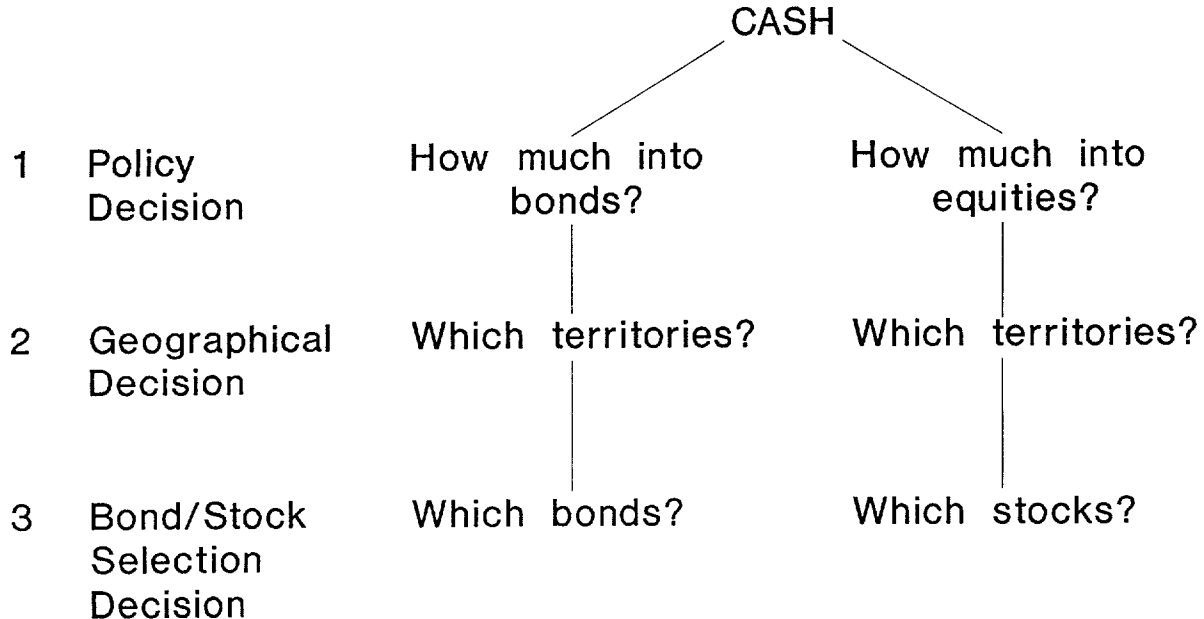 CASH
1 Policy Decision
How much into bonds?
How much into equities?
2 Geographical Decision
Which territories?
Which territories?
3 Bond/Stock Selection Decision
Which bonds?
Which stocks?